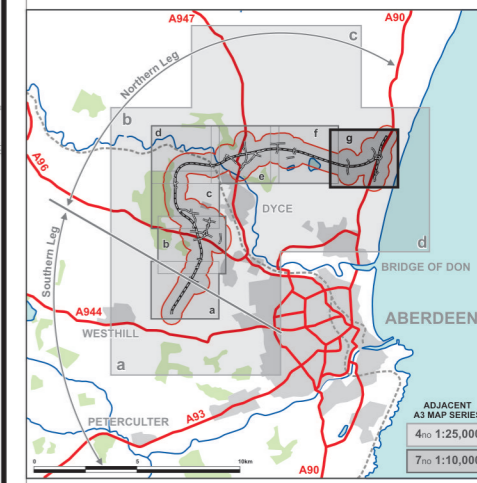 A947
A90
c
Northern Leg
b
d
f
g
A96
e
c
DYCE
b
d
Southern Leg
BRIDGE OF DON
A944
a
ABERDEEN
WESTHILL
a
ADJACENT
A3 MAP SERIES
PETERCULTER
A93
4no 1:25,000
7no 1:10,000
0 5 10km
A90